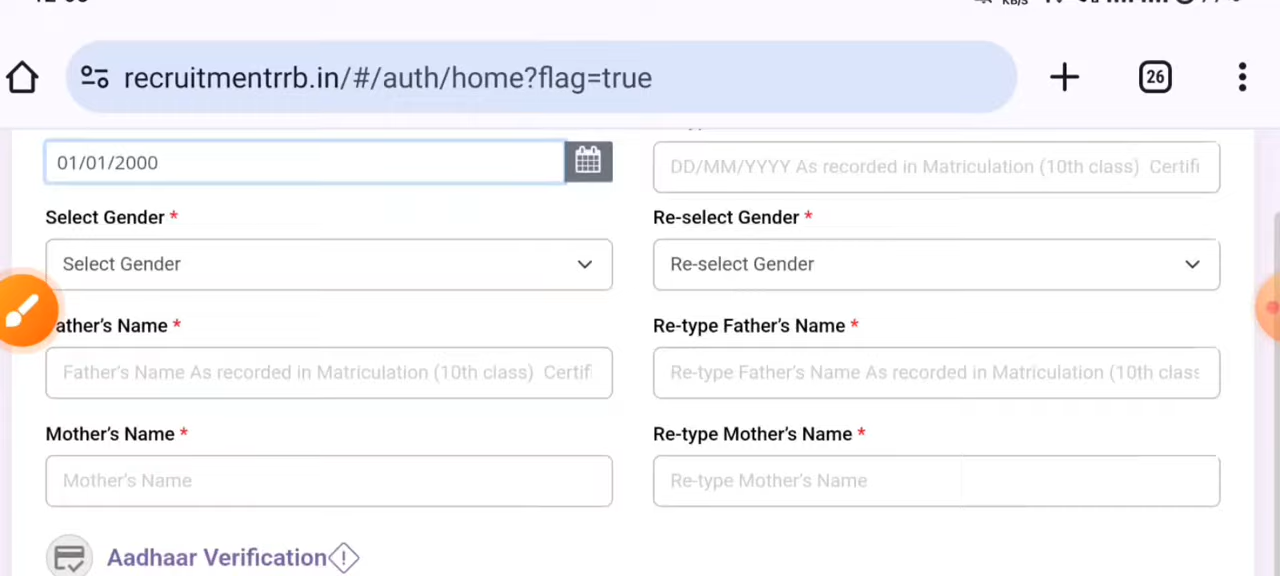 KB/S
recruitmentrrb.in/#/auth/home?flag=true
26
01/01/2000
DD/MM/YYYY As recorded in Matriculation (10th class) Certifi
Select Gender *
Re-select Gender *
Select Gender
Re-select Gender
ather's Name *
Re-type Father's Name *
Father's Name As recorded in Matriculation (10th class) Certif
Re-type Father's Name As recorded in Matriculation (10th class
Mother's Name *
Re-type Mother's Name *
Mother's Name
Re-type Mother's Name
Aadhaar Verification